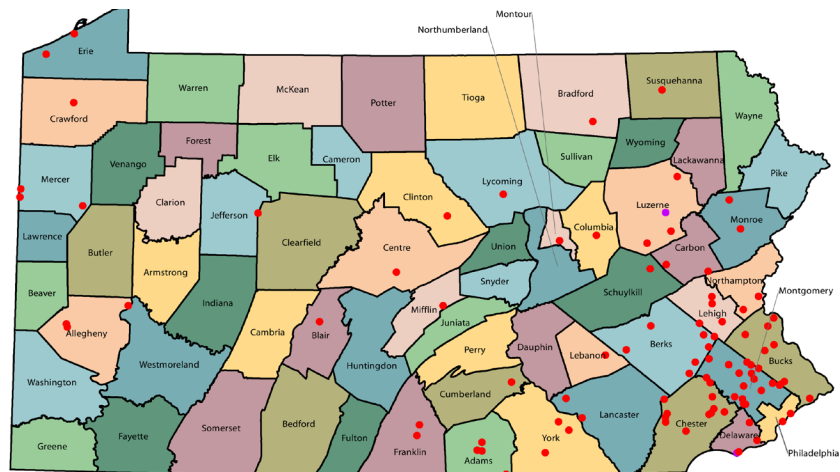 Montour
Northumberland
Erie
Warren
McKean
Potter
Tioga
Bradford
Susquehanna
Wayne
Crawford
Forest
Venango
Elk
Cameron
Sullivan
Wyoming
Lackawanna
Pike
Mercer
Clarion
Jefferson
Clinton
Lycoming
Luzerne
Monroe
Lawrence
Butler
Clearfield
Centre
Union
Columbia
Carbon
Armstrong
Snyder
Northampton
Beaver
Indiana
Mifflin
Schuylkill
Montgomery
Allegheny
Cambria
Blair
Juniata
Lehigh
Westmoreland
Huntingdon
Perry
Dauphin
Lebanon
Berks
Bucks
Washington
Cumberland
Somerset
Bedford
Lancaster
Chester
Greene
Fayette
Fulton
Franklin
Adams
York
Delaware
Philadelphia